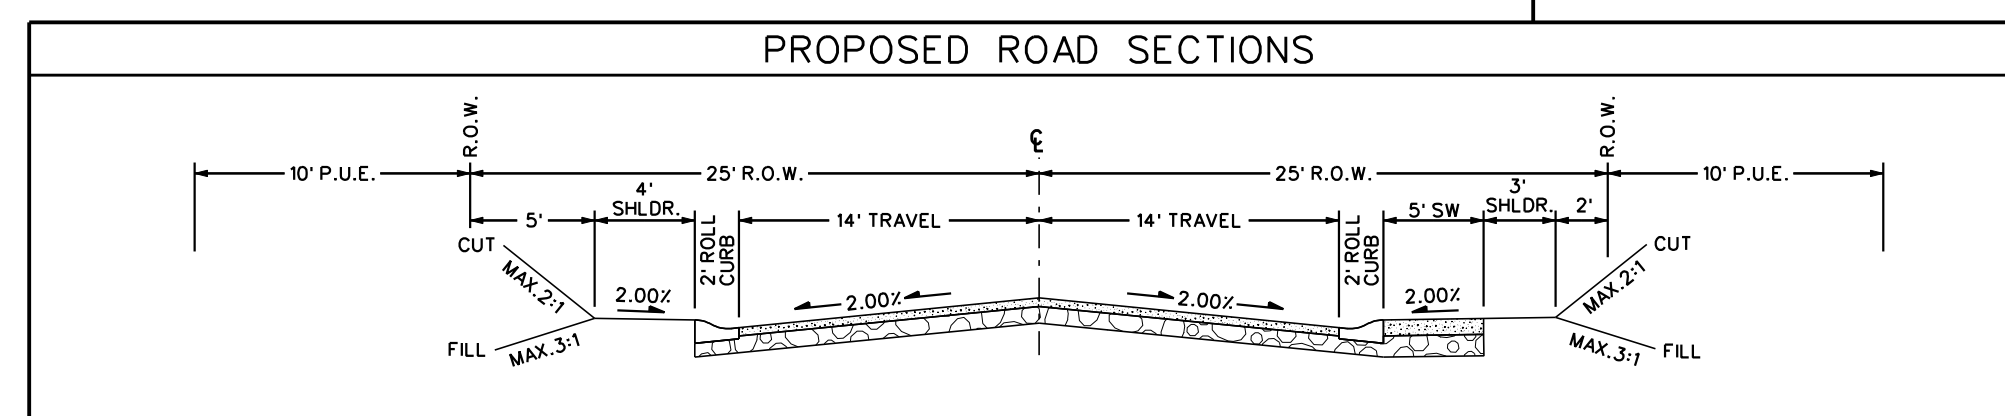 PROPOSED ROAD SECTIONS
R.O.W.
℄
R.O.W.
10' P.U.E.
25' R.O.W.
25' R.O.W.
10' P.U.E.
5'
4'
SHLDR.
2' ROLL
CURB
14' TRAVEL
14' TRAVEL
2' ROLL
CURB
5' SW
3'
SHLDR.
2'
CUT
MAX.2:1
FILL
MAX.3:1
2.00%
2.00%
2.00%
2.00%
CUT
MAX.2:1
MAX.3:1
FILL